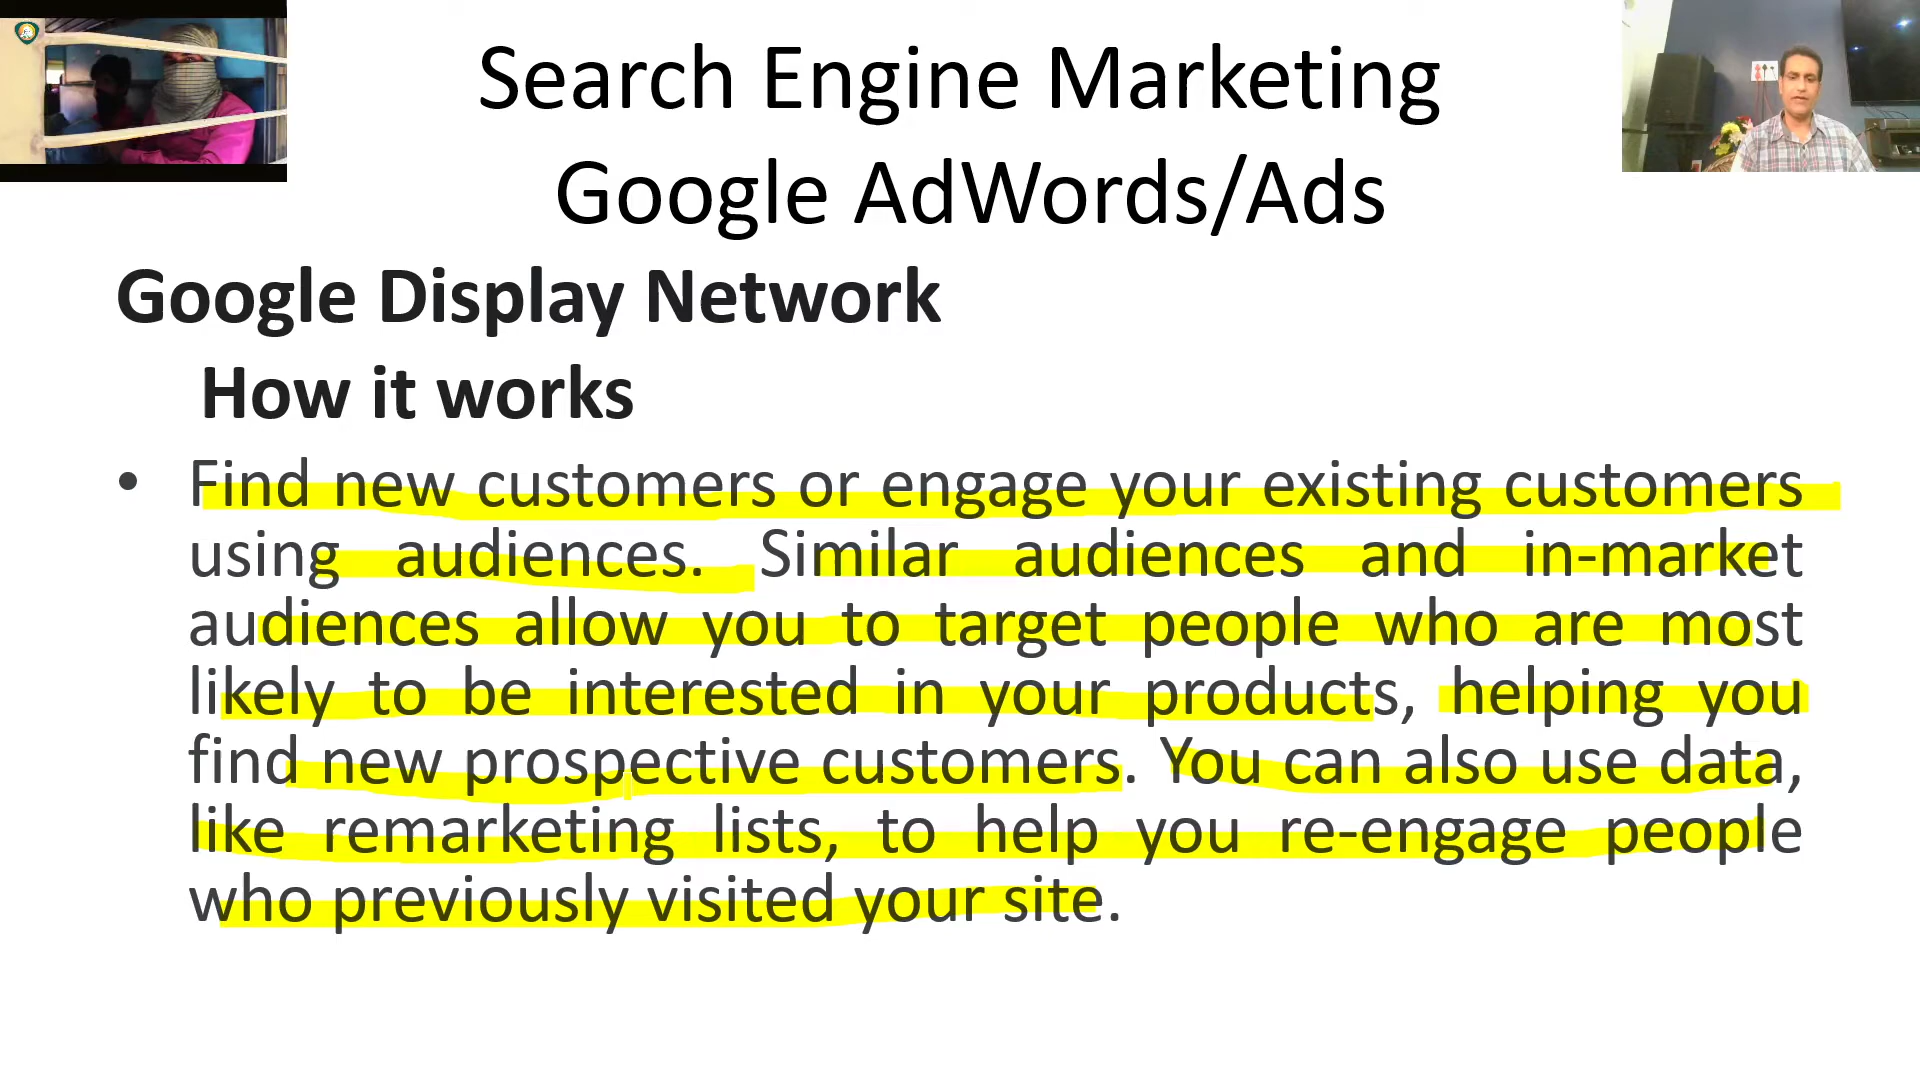 Search Engine Marketing
Google AdWords/Ads
Google Display Network
How it works
• Find new customers or engage your existing customers
using audiences. Similar audiences and in-market
audiences allow you to target people who are most
likely to be interested in your products, helping you
find new prospective customers. You can also use data,
like remarketing lists, to help you re-engage people
who previously visited your site.